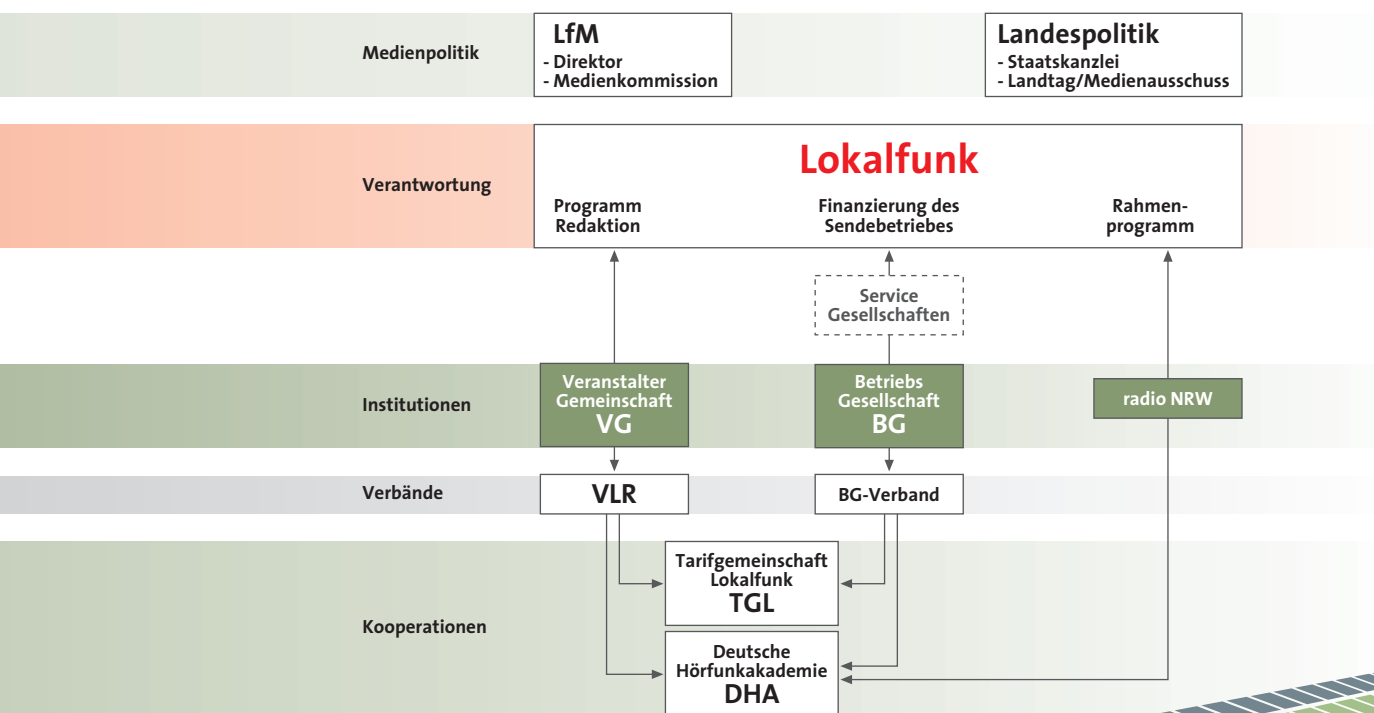 Medienpolitik
LfM
- Direktor
- Medienkommission
Landespolitik
- Staatskanzlei
- Landtag/Medienausschuss
Verantwortung
Lokalfunk
Programm
Redaktion
Finanzierung des
Sendebetriebes
Rahmen-
programm
Service
Gesellschaften
Institutionen
Veranstalter
Gemeinschaft
VG
Betriebs
Gesellschaft
BG
radio NRW
Verbände
VLR
BG-Verband
Kooperationen
Tarifgemeinschaft
Lokalfunk
TGL
Deutsche
Hörfunkakademie
DHA